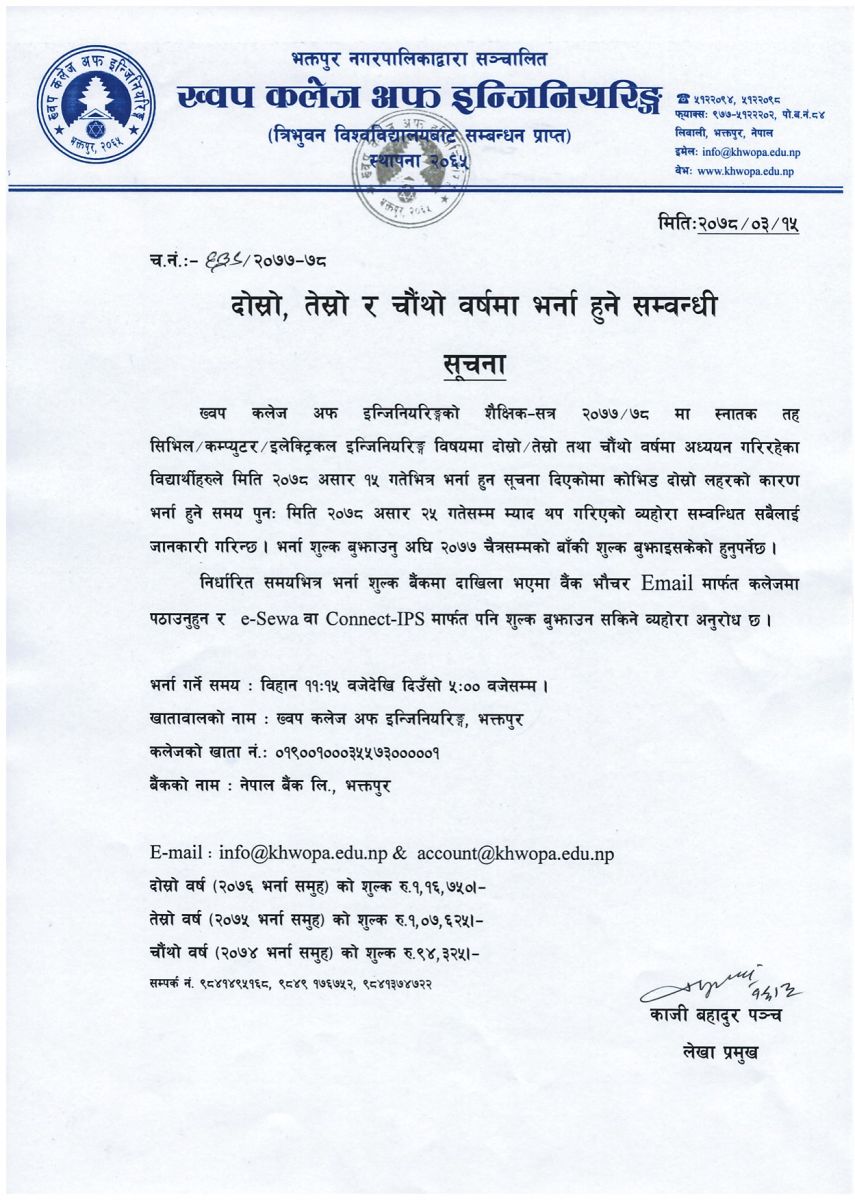 भक्तपुर नगरपालिकाद्वारा सञ्चालित
ख्वप कलेज अफ इन्जिनियरिङ्ग
(त्रिभुवन विश्वविद्यालयबाट सम्बन्धन प्राप्त)
स्थापना २०६५
ख्वप कलेज अफ इन्जिनियरिङ्ग
भक्तपुर, २०६५
☎ ५१२२०९४, ५१२२०९८
फ्याक्सः ९७७-५१२२२०२, पो.ब.नं.८४
लिवाली, भक्तपुर, नेपाल
इमेलः info@khwopa.edu.np
वेभः www.khwopa.edu.np
भक्तपुर, २०६५
मितिः२०७८/०३/१५
च.नं.:- /२०७७-७८
दोस्रो, तेस्रो र चौंथो वर्षमा भर्ना हुने सम्वन्धी
सूचना
ख्वप कलेज अफ इन्जिनियरिङ्गको शैक्षिक-सत्र २०७७/७८ मा स्नातक तह
सिभिल/कम्प्युटर/इलेक्ट्रिकल इन्जिनियरिङ्ग विषयमा दोस्रो/तेस्रो तथा चौंथो वर्षमा अध्ययन गरिरहेका
विद्यार्थीहरुले मिति २०७८ असार १५ गतेभित्र भर्ना हुन सूचना दिएकोमा कोभिड दोस्रो लहरको कारण
भर्ना हुने समय पुनः मिति २०७८ असार २५ गतेसम्म म्याद थप गरिएको व्यहोरा सम्वन्धित सबैलाई
जानकारी गरिन्छ । भर्ना शुल्क बुझाउनु अघि २०७७ चैत्रसम्मको बाँकी शुल्क बुझाइसकेको हुनुपर्नेछ ।
निर्धारित समयभित्र भर्ना शुल्क बैंकमा दाखिला भएमा वैंक भौचर Email मार्फत कलेजमा
पठाउनुहुन र e-Sewa वा Connect-IPS मार्फत पनि शुल्क बुझाउन सकिने व्यहोरा अनुरोध छ ।
भर्ना गर्ने समय : विहान ११:१५ वजेदेखि दिउँसो ५:०० वजेसम्म ।
खातावालको नाम : ख्वप कलेज अफ इन्जिनियरिङ्ग, भक्तपुर
कलेजको खाता नं.: ०१९००१०००३५५७३०००००१
बैंकको नाम : नेपाल बैंक लि., भक्तपुर
E-mail : info@khwopa.edu.np & account@khwopa.edu.np
दोस्रो वर्ष (२०७६ भर्ना समुह) को शुल्क रु.१,१६,७५०।-
तेस्रो वर्ष (२०७५ भर्ना समुह) को शुल्क रु.१,०७,६२५।-
चौंथो वर्ष (२०७४ भर्ना समुह) को शुल्क रु.९४,३२५।-
सम्पर्क नं. ९८४१४९५१६८, ९८४९ १७६७५२, ९८४१३७४७२२
काजी बहादुर पञ्च
लेखा प्रमुख